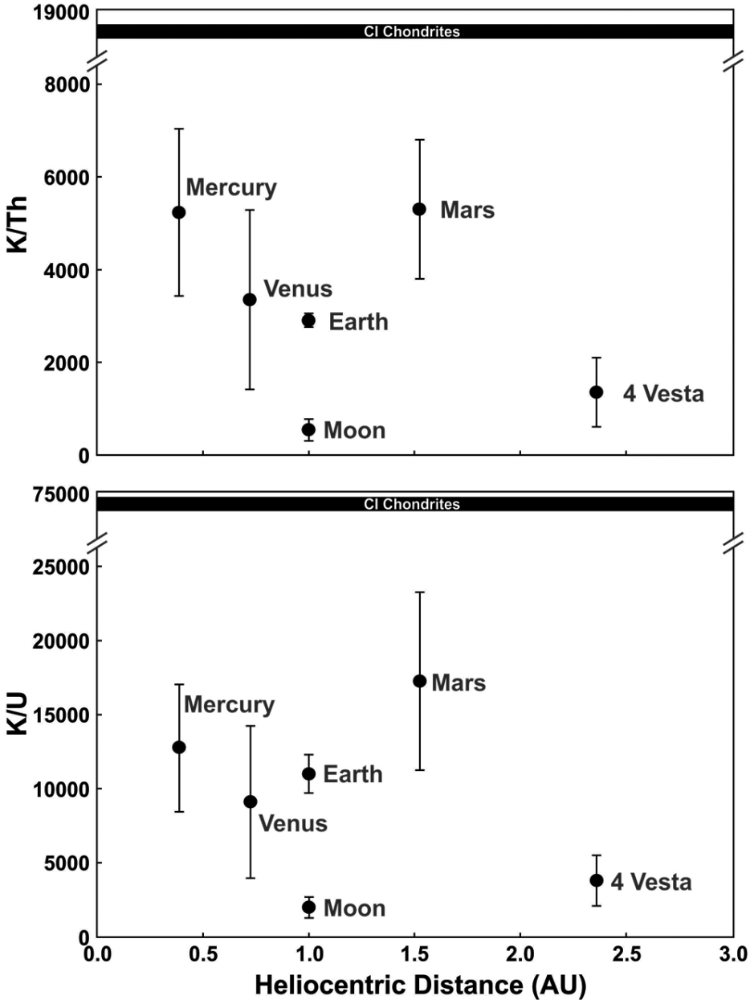 19000
CI Chondrites
8000
Mercury
6000
Mars
K/Th
4000
Venus
Earth
2000
4 Vesta
Moon
0
75000
CI Chondrites
25000
20000
Mars
K/U
15000
Mercury
Earth
10000
Venus
5000
4 Vesta
Moon
0
0.0 0.5 1.0 1.5 2.0 2.5 3.0
Heliocentric Distance (AU)